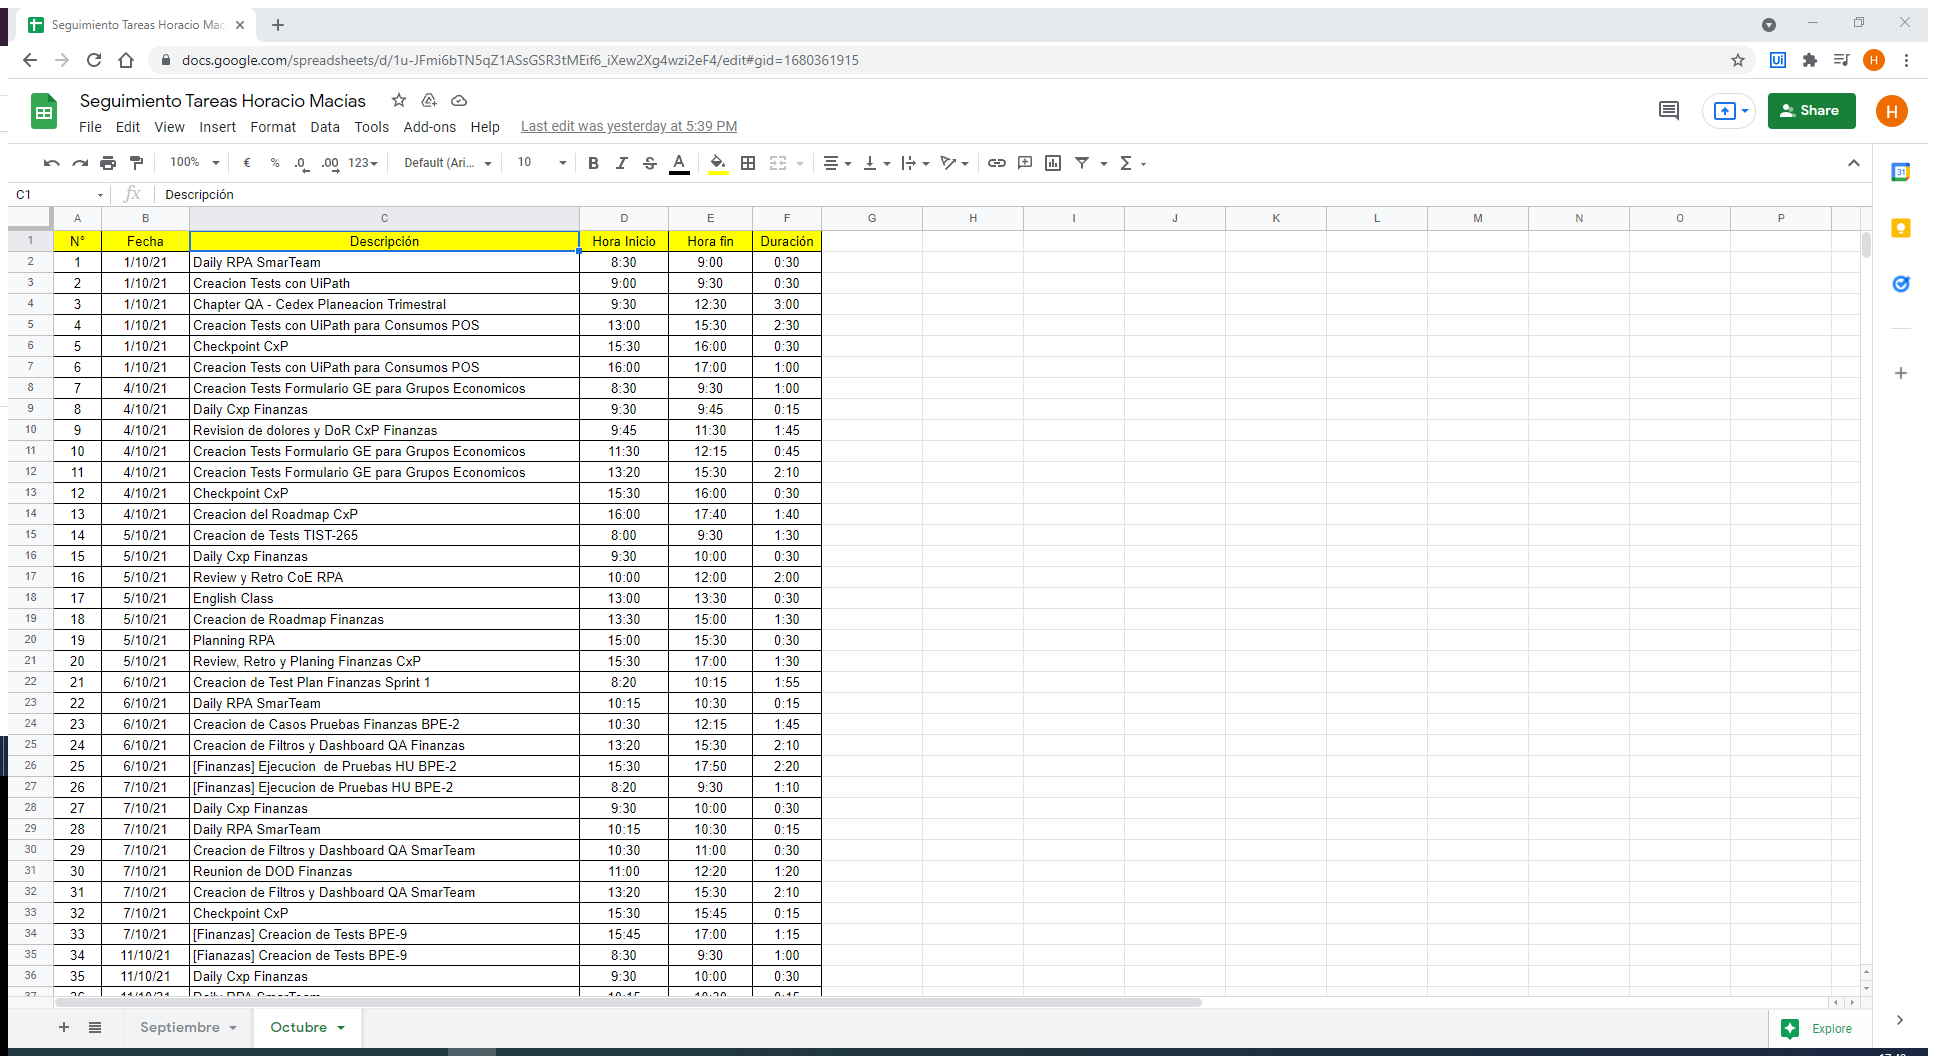 Seguimiento Tareas Horacio Mac
docs.google.com/spreadsheets/d/1u-JFmi6bTN5qZ1ASsGSR3tMEif6_iXew2Xg4wzi2eF4/edit#gid=1680361915
Ui H
Seguimiento Tareas Horacio Macías
File Edit View Insert Format Data Tools Add-ons Help Last edit was yesterday at 5:39 PM
Share H
100% € % .0 .00 123 Default (Ari... 10 B I S A Σ
31
C1 fx Descripción
A B C D E F G H I J K L M N O P
1 N° Fecha Descripción Hora Inicio Hora fin Duración
2 1 1/10/21 Daily RPA SmarTeam 8:30 9:00 0:30
3 2 1/10/21 Creacion Tests con UiPath 9:00 9:30 0:30
4 3 1/10/21 Chapter QA - Cedex Planeacion Trimestral 9:30 12:30 3:00
5 4 1/10/21 Creacion Tests con UiPath para Consumos POS 13:00 15:30 2:30
6 5 1/10/21 Checkpoint CxP 15:30 16:00 0:30
7 6 1/10/21 Creacion Tests con UiPath para Consumos POS 16:00 17:00 1:00
8 7 4/10/21 Creacion Tests Formulario GE para Grupos Economicos 8:30 9:30 1:00
9 8 4/10/21 Daily Cxp Finanzas 9:30 9:45 0:15
10 9 4/10/21 Revision de dolores y DoR CxP Finanzas 9:45 11:30 1:45
11 10 4/10/21 Creacion Tests Formulario GE para Grupos Economicos 11:30 12:15 0:45
12 11 4/10/21 Creacion Tests Formulario GE para Grupos Economicos 13:20 15:30 2:10
13 12 4/10/21 Checkpoint CxP 15:30 16:00 0:30
14 13 4/10/21 Creacion del Roadmap CxP 16:00 17:40 1:40
15 14 5/10/21 Creacion de Tests TIST-265 8:00 9:30 1:30
16 15 5/10/21 Daily Cxp Finanzas 9:30 10:00 0:30
17 16 5/10/21 Review y Retro CoE RPA 10:00 12:00 2:00
18 17 5/10/21 English Class 13:00 13:30 0:30
19 18 5/10/21 Creacion de Roadmap Finanzas 13:30 15:00 1:30
20 19 5/10/21 Planning RPA 15:00 15:30 0:30
21 20 5/10/21 Review, Retro y Planing Finanzas CxP 15:30 17:00 1:30
22 21 6/10/21 Creacion de Test Plan Finanzas Sprint 1 8:20 10:15 1:55
23 22 6/10/21 Daily RPA SmarTeam 10:15 10:30 0:15
24 23 6/10/21 Creacion de Casos Pruebas Finanzas BPE-2 10:30 12:15 1:45
25 24 6/10/21 Creacion de Filtros y Dashboard QA Finanzas 13:20 15:30 2:10
26 25 6/10/21 [Finanzas] Ejecucion  de Pruebas HU BPE-2 15:30 17:50 2:20
27 26 7/10/21 [Finanzas] Ejecucion de Pruebas HU BPE-2 8:20 9:30 1:10
28 27 7/10/21 Daily Cxp Finanzas 9:30 10:00 0:30
29 28 7/10/21 Daily RPA SmarTeam 10:15 10:30 0:15
30 29 7/10/21 Creacion de Filtros y Dashboard QA SmarTeam 10:30 11:00 0:30
31 30 7/10/21 Reunion de DOD Finanzas 11:00 12:20 1:20
32 31 7/10/21 Creacion de Filtros y Dashboard QA SmarTeam 13:20 15:30 2:10
33 32 7/10/21 Checkpoint CxP 15:30 15:45 0:15
34 33 7/10/21 [Finanzas] Creacion de Tests BPE-9 15:45 17:00 1:15
35 34 11/10/21 [Fianazas] Creacion de Tests BPE-9 8:30 9:30 1:00
36 35 11/10/21 Daily Cxp Finanzas 9:30 10:00 0:30
37 36 11/10/21 Daily RPA SmarTeam 10:15 10:30 0:15
Septiembre Octubre Explore